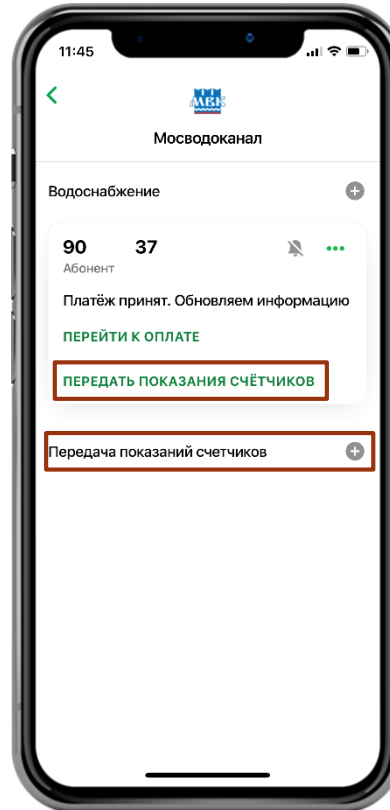 11:45
МВК
Мосводоканал
Водоснабжение
90 37
Абонент
Платёж принят. Обновляем информацию
ПЕРЕЙТИ К ОПЛАТЕ
ПЕРЕДАТЬ ПОКАЗАНИЯ СЧЁТЧИКОВ
Передача показаний счетчиков